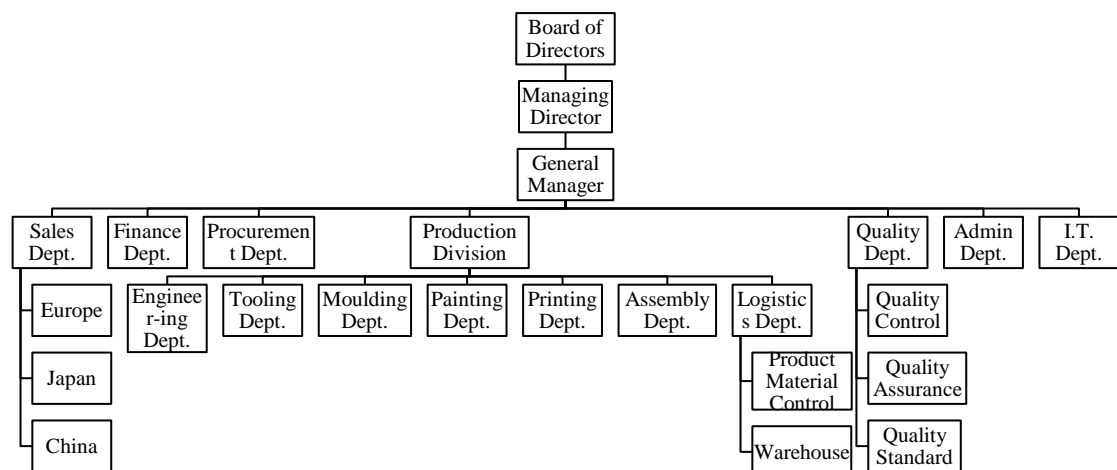 Board of
Directors
Managing
Director
General
Manager
Sales
Dept.
Finance
Dept.
Procuremen
t Dept.
Production
Division
Quality
Dept.
Admin
Dept.
I.T.
Dept.
Europe
Japan
China
Enginee
r-ing
Dept.
Tooling
Dept.
Moulding
Dept.
Painting
Dept.
Printing
Dept.
Assembly
Dept.
Logistic
s Dept.
Product
Material
Control
Warehouse
Quality
Control
Quality
Assurance
Quality
Standard